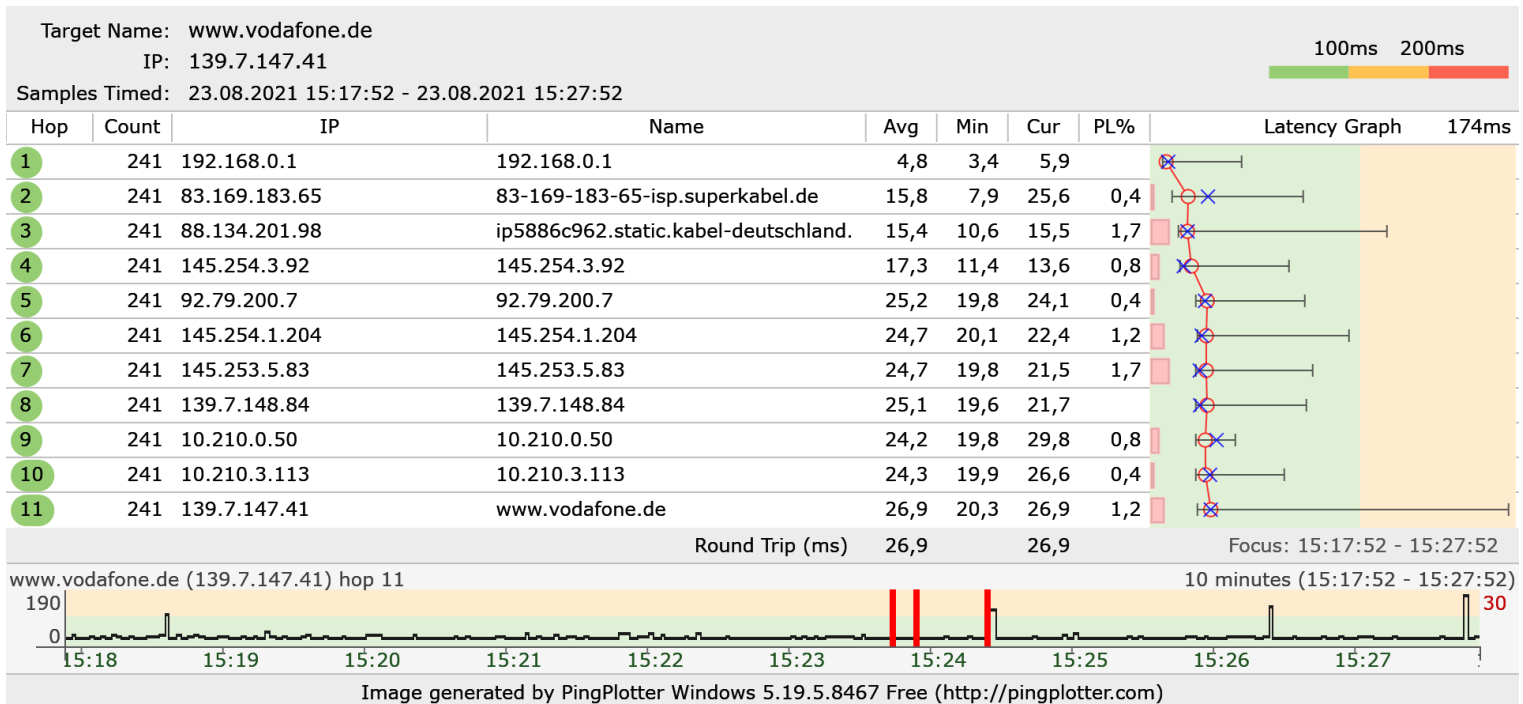 Target Name: www.vodafone.de
IP: 139.7.147.41
100ms 200ms
Samples Timed: 23.08.2021 15:17:52 - 23.08.2021 15:27:52
Hop Count IP Name Avg Min Cur PL% Latency Graph 174ms
1 241 192.168.0.1 192.168.0.1 4,8 3,4 5,9
2 241 83.169.183.65 83-169-183-65-isp.superkabel.de 15,8 7,9 25,6 0,4
3 241 88.134.201.98 ip5886c962.static.kabel-deutschland. 15,4 10,6 15,5 1,7
4 241 145.254.3.92 145.254.3.92 17,3 11,4 13,6 0,8
5 241 92.79.200.7 92.79.200.7 25,2 19,8 24,1 0,4
6 241 145.254.1.204 145.254.1.204 24,7 20,1 22,4 1,2
7 241 145.253.5.83 145.253.5.83 24,7 19,8 21,5 1,7
8 241 139.7.148.84 139.7.148.84 25,1 19,6 21,7
9 241 10.210.0.50 10.210.0.50 24,2 19,8 29,8 0,8
10 241 10.210.3.113 10.210.3.113 24,3 19,9 26,6 0,4
11 241 139.7.147.41 www.vodafone.de 26,9 20,3 26,9 1,2
Round Trip (ms) 26,9 26,9 Focus: 15:17:52 - 15:27:52
www.vodafone.de (139.7.147.41) hop 11 10 minutes (15:17:52 - 15:27:52)
190 30
0
15:18 15:19 15:20 15:21 15:22 15:23 15:24 15:25 15:26 15:27
Image generated by PingPlotter Windows 5.19.5.8467 Free (http://pingplotter.com)